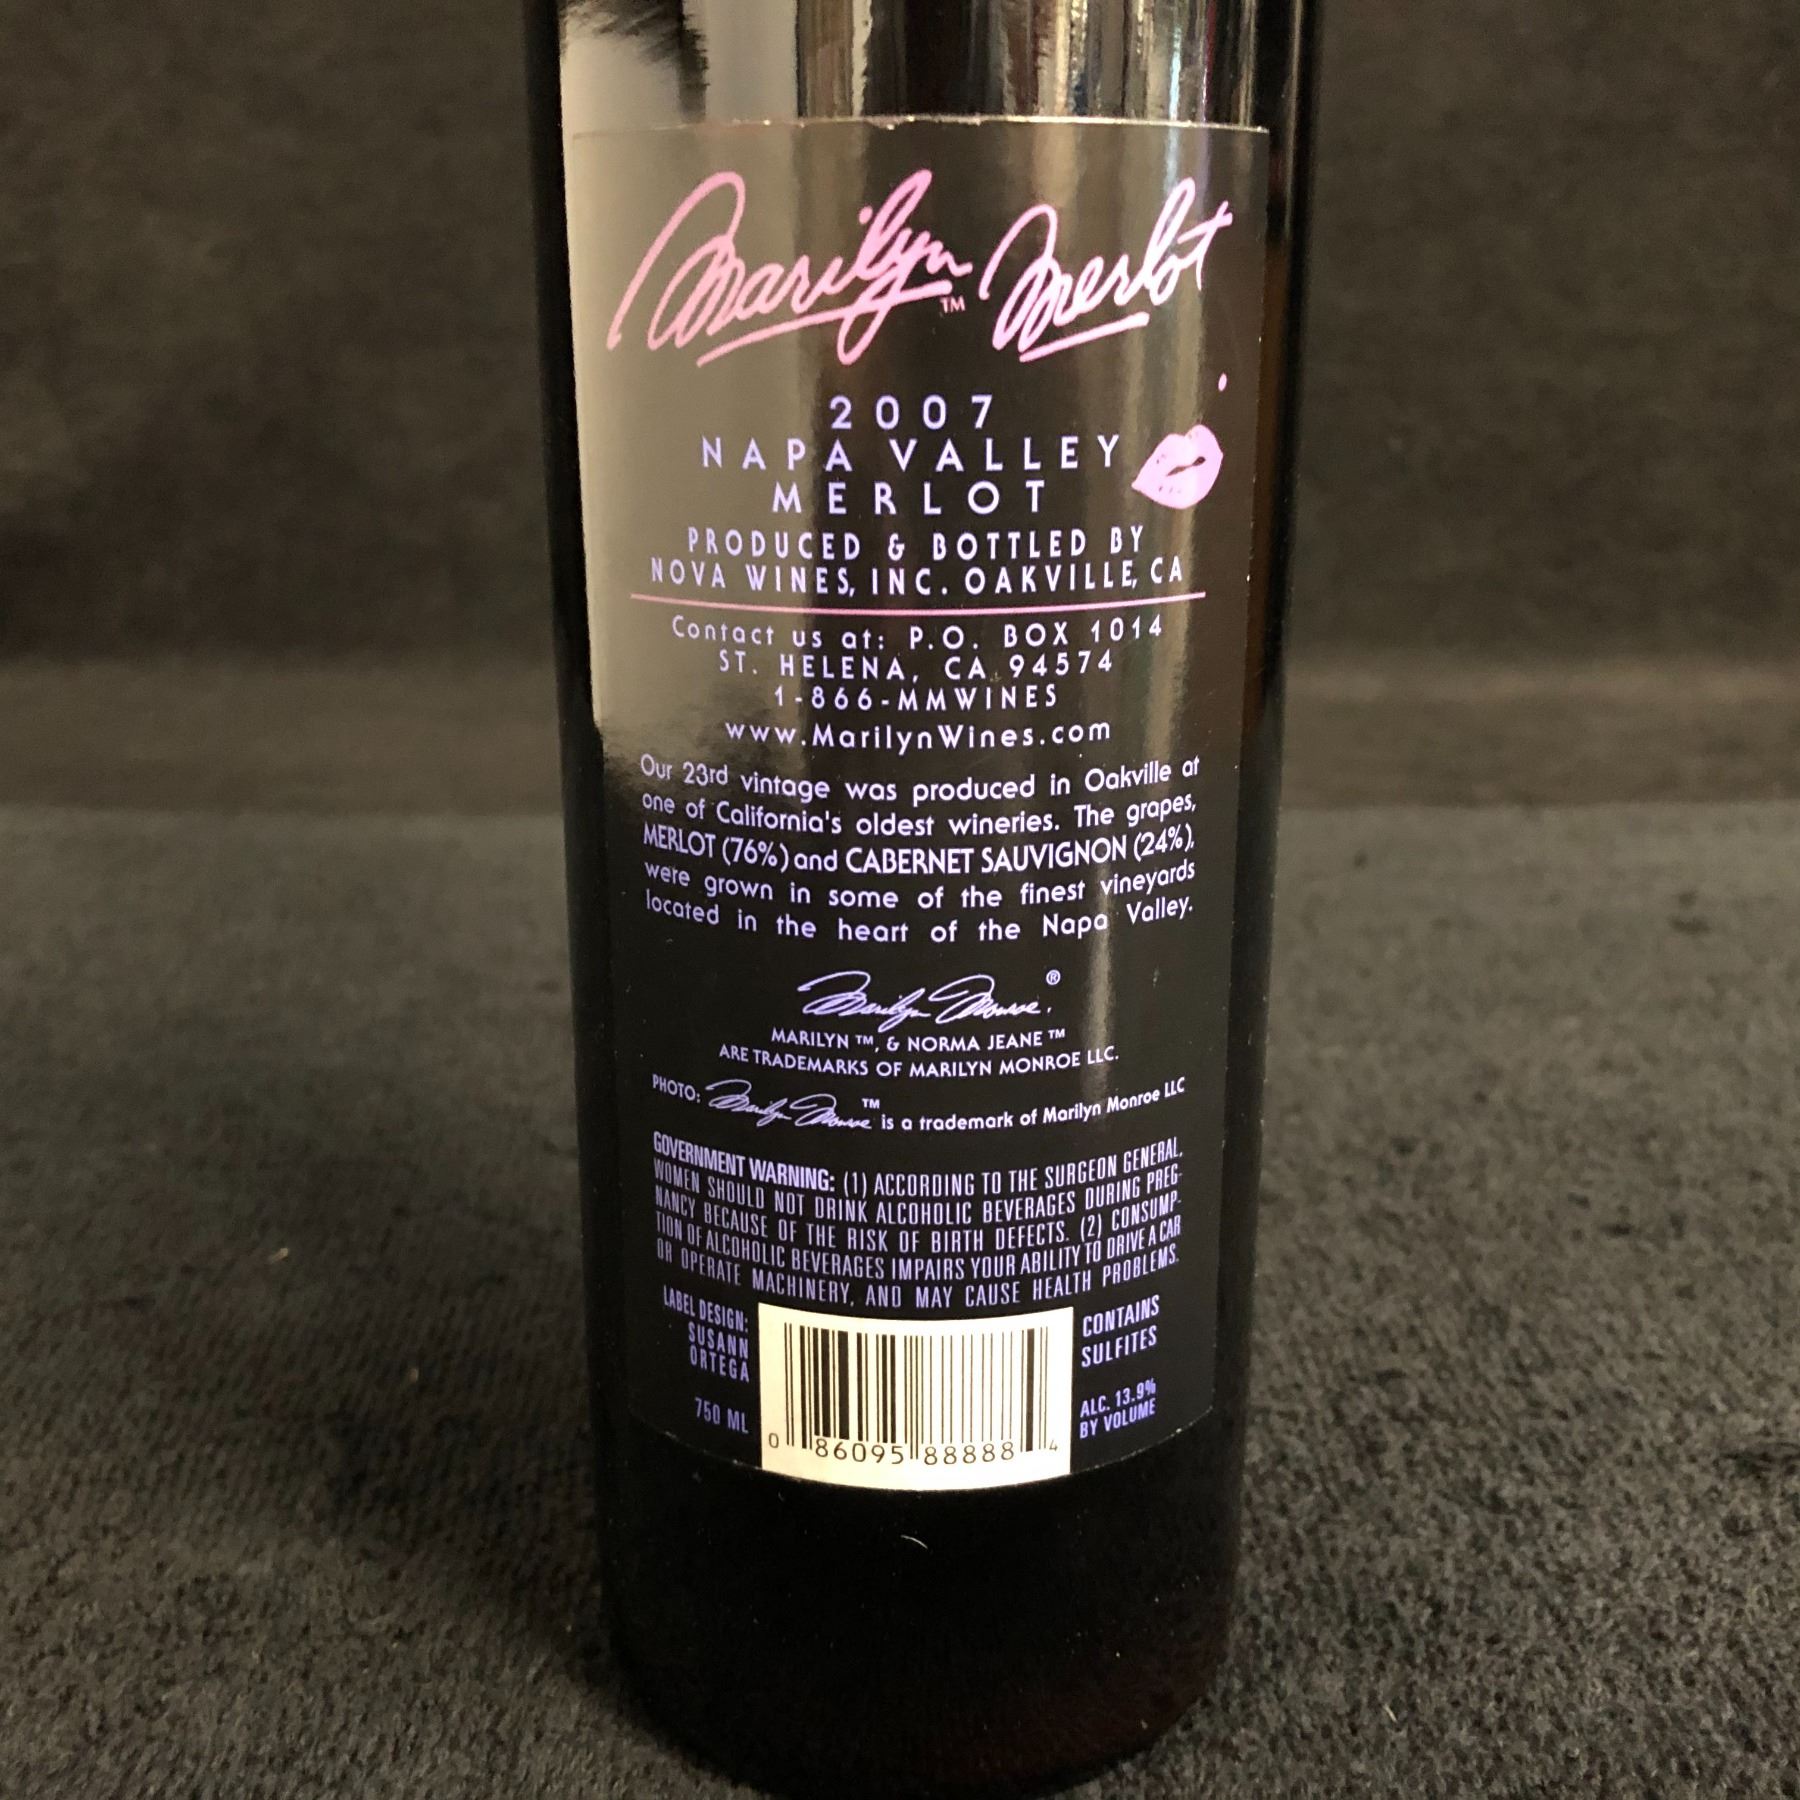 Marilyn™ Merlot
2007
NAPA VALLEY
MERLOT
PRODUCED & BOTTLED BY
NOVA WINES, INC. OAKVILLE, CA
Contact us at: P.O. BOX 1014
ST. HELENA, CA 94574
1-866-MMWINES
www.MarilynWines.com
Our 23rd vintage was produced in Oakville at
one of California's oldest wineries. The grapes,
MERLOT (76%) and CABERNET SAUVIGNON (24%),
were grown in some of the finest vineyards
located in the heart of the Napa Valley.
Marilyn Monroe®
MARILYN ™, & NORMA JEANE ™
ARE TRADEMARKS OF MARILYN MONROE LLC.
PHOTO: Marilyn Monroe™ is a trademark of Marilyn Monroe LLC
GOVERNMENT WARNING: (1) ACCORDING TO THE SURGEON GENERAL,
WOMEN SHOULD NOT DRINK ALCOHOLIC BEVERAGES DURING PREG-
NANCY BECAUSE OF THE RISK OF BIRTH DEFECTS. (2) CONSUMP-
TION OF ALCOHOLIC BEVERAGES IMPAIRS YOUR ABILITY TO DRIVE A CAR
OR OPERATE MACHINERY, AND MAY CAUSE HEALTH PROBLEMS.
LABEL DESIGN:
SUSANN
ORTEGA
750 ML
0 86095 88888 4
CONTAINS
SULFITES
ALC. 13.9%
BY VOLUME